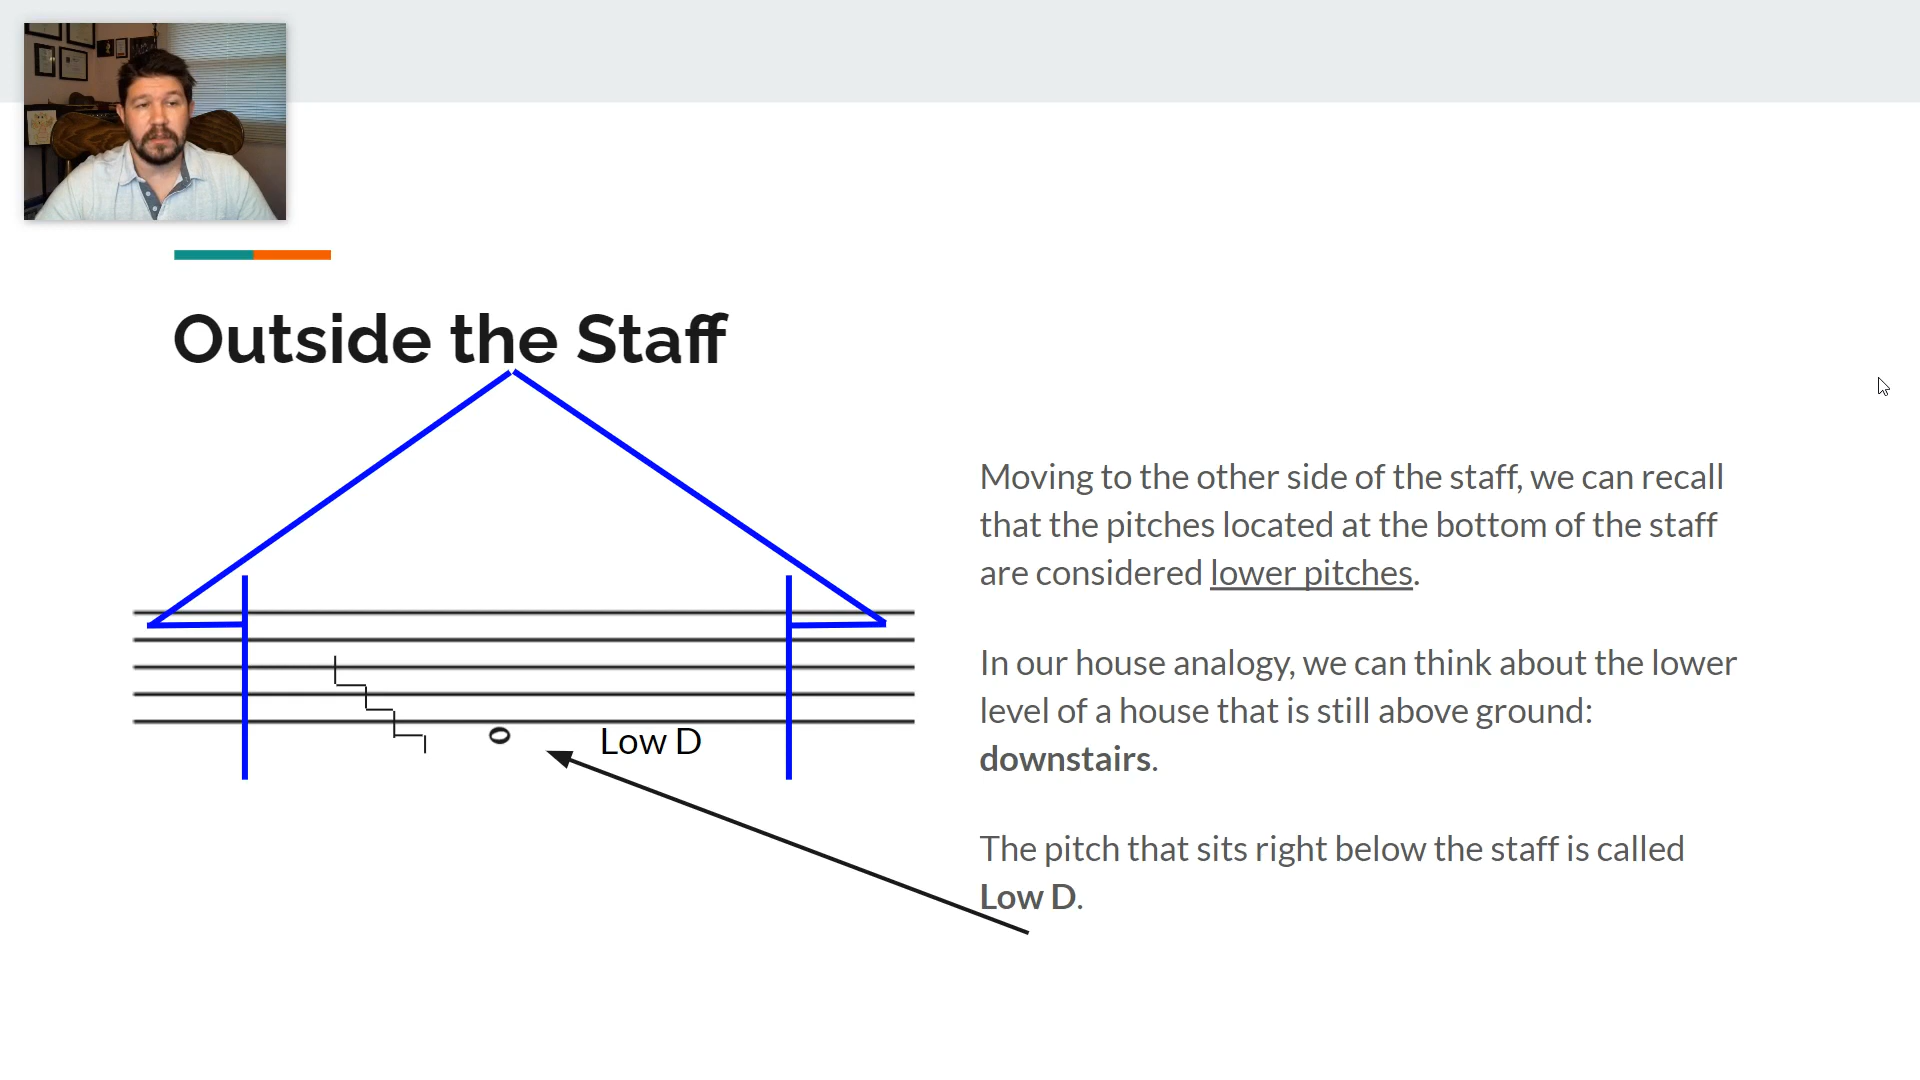 Outside the Staff
Low D
Moving to the other side of the staff, we can recall
that the pitches located at the bottom of the staff
are considered lower pitches.
In our house analogy, we can think about the lower
level of a house that is still above ground:
downstairs.
The pitch that sits right below the staff is called
Low D.